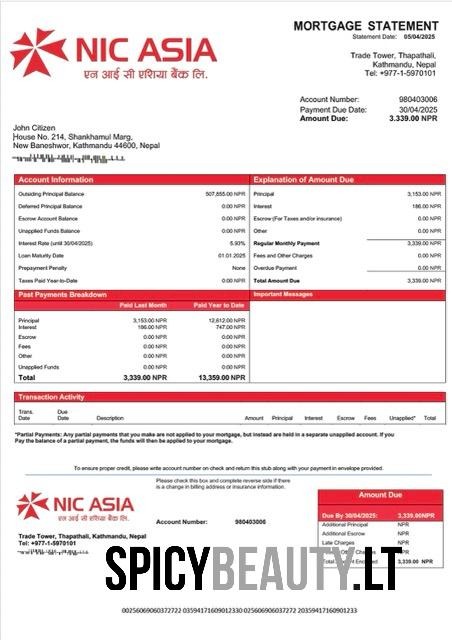 MORTGAGE STATEMENT
Statement Date: 05/04/2025
NIC ASIA
एन आई सी एशिया बैंक लि.
Trade Tower, Thapathali,
Kathmandu, Nepal
Tel: +977-1-5970101
Account Number: 980403006
Payment Due Date: 30/04/2025
Amount Due: 3.339.00 NPR
John Citizen
House No. 214, Shankhamul Marg,
New Baneshwor, Kathmandu 44600, Nepal
Account Information
Outsiding Principal Balance 507,855.00 NPR
Deferred Principal Balance 0.00 NPR
Escrow Account Balance 0.00 NPR
Unapplied Funds Balance 0.00 NPR
Interest Rate (until 30/04/2025) 5.93%
Loan Maturity Date 01.01.2025
Prepayment Penalty None
Taxes Paid Year-to-Date 0.00 NPR
Explanation of Amount Due
Principal 3,153.00 NPR
Interest 186.00 NPR
Escrow (For Taxes and/or insurance) 0.00 NPR
Other 0.00 NPR
Regular Monthly Payment 3,339.00 NPR
Fees and Other Charges 0.00 NPR
Overdue Payment 0.00 NPR
Total Amount Due 3,339.00 NPR
Past Payments Breakdown
Paid Last Month Paid Year to Date
Principal 3,153.00 NPR 12,612.00 NPR
Interest 186.00 NPR 747.00 NPR
Escrow 0.00 NPR 0.00 NPR
Fees 0.00 NPR 0.00 NPR
Other 0.00 NPR 0.00 NPR
Unapplied Funds 0.00 NPR 0.00 NPR
Total 3,339.00 NPR 13,359.00 NPR
Important Messages
Transaction Activity
Trans. Date Due Date Description Amount Principal Interest Escrow Fees Unapplied* Total
*Partial Payments: Any partial payments that you make are not applied to your mortgage, but instead are held in a separate unapplied account. If you
Pay the balance of a partial payment, the funds will then be applied to your mortgage.
To ensure proper credit, please write account number on check and return this stub along with your payment in envelope provided.
Please check this box and complete reverse side if there
is a change in billing address or insurance information.
NIC ASIA
एन आई सी एशिया बैंक लि.
Account Number: 980403006
Trade Tower, Thapathali, Kathmandu, Nepal
Tel: +977-1-5970101
Amount Due
Due By 30/04/2025: 3,339.00NPR
Additional Principal NPR
Additional Escrow NPR
Late Charges NPR
Other Charges NPR
Total Amount Enclosed 3,339.00 NPR
SPICYBEAUTY.LT